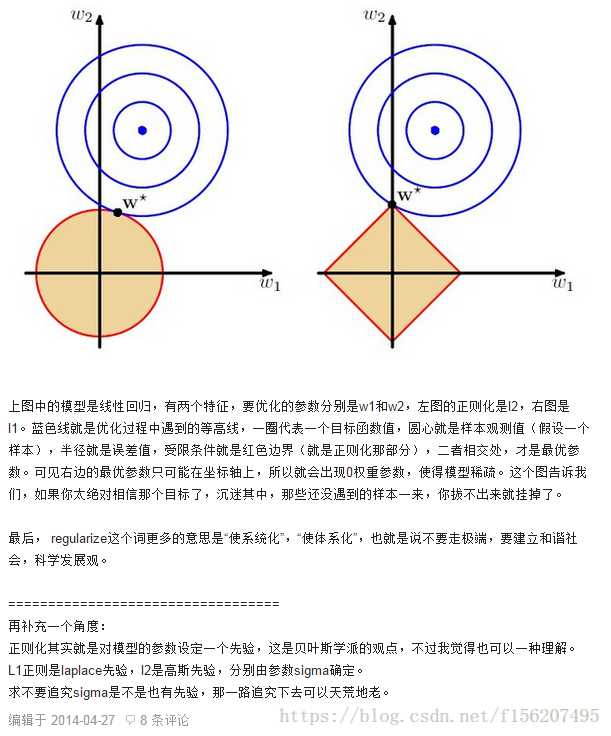 w₂
w₂
w⋆
w⋆
w₁
w₁
上图中的模型是线性回归，有两个特征，要优化的参数分别是w1和w2，左图的正则化是l2，右图是
l1。蓝色线就是优化过程中遇到的等高线，一圈代表一个目标函数值，圆心就是样本观测值（假设一个
样本），半径就是误差值，受限条件就是红色边界（就是正则化那部分），二者相交处，才是最优参
数。可见右边的最优参数只可能在坐标轴上，所以就会出现0权重参数，使得模型稀疏。这个图告诉我
们，如果你太绝对相信那个目标了，沉迷其中，那些还没遇到的样本一来，你拔不出来就挂掉了。
最后， regularize这个词更多的意思是“使系统化”，“使体系化”，也就是说不要走极端，要建立和谐社
会，科学发展观。
==================================
再补充一个角度：
正则化其实就是对模型的参数设定一个先验，这是贝叶斯学派的观点，不过我觉得也可以一种理解。
L1正则是laplace先验，l2是高斯先验，分别由参数sigma确定。
求不要追究sigma是不是也有先验，那一路追究下去可以天荒地老。
编辑于 2014-04-27 8 条评论
https://blog.csdn.net/f156207495